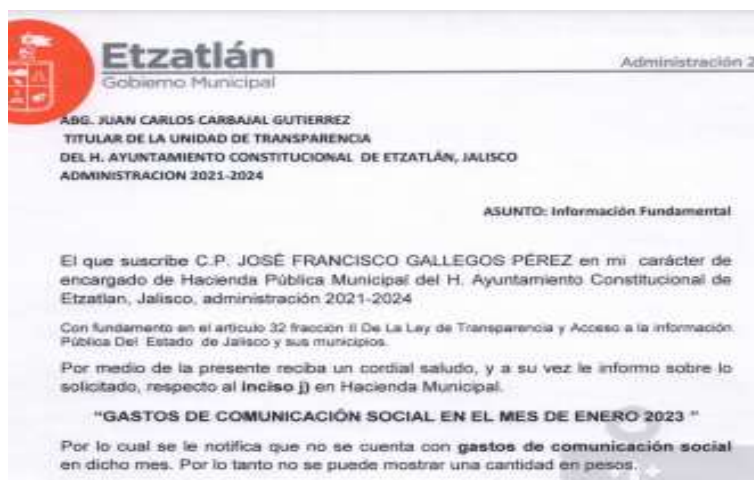 Etzatlán
Gobierno Municipal
Administración 2
ABG. JUAN CARLOS CARBAJAL GUTIERREZ
TITULAR DE LA UNIDAD DE TRANSPARENCIA
DEL H. AYUNTAMIENTO CONSTITUCIONAL DE ETZATLÁN, JALISCO
ADMINISTRACION 2021-2024
ASUNTO: Información Fundamental
El que suscribe C.P. JOSÉ FRANCISCO GALLEGOS PÉREZ en mi carácter de
encargado de Hacienda Pública Municipal del H. Ayuntamiento Constitucional de
Etzatlan, Jalisco, administración 2021-2024
Con fundamento en el articulo 32 fracción II De La Ley de Transparencia y Acceso a la información
Pública Del Estado de Jalisco y sus municipios.
Por medio de la presente reciba un cordial saludo, y a su vez le informo sobre lo
solicitado, respecto al inciso j) en Hacienda Municipal.
"GASTOS DE COMUNICACIÓN SOCIAL EN EL MES DE ENERO 2023 "
Por lo cual se le notifica que no se cuenta con gastos de comunicación social
en dicho mes. Por lo tanto no se puede mostrar una cantidad en pesos.